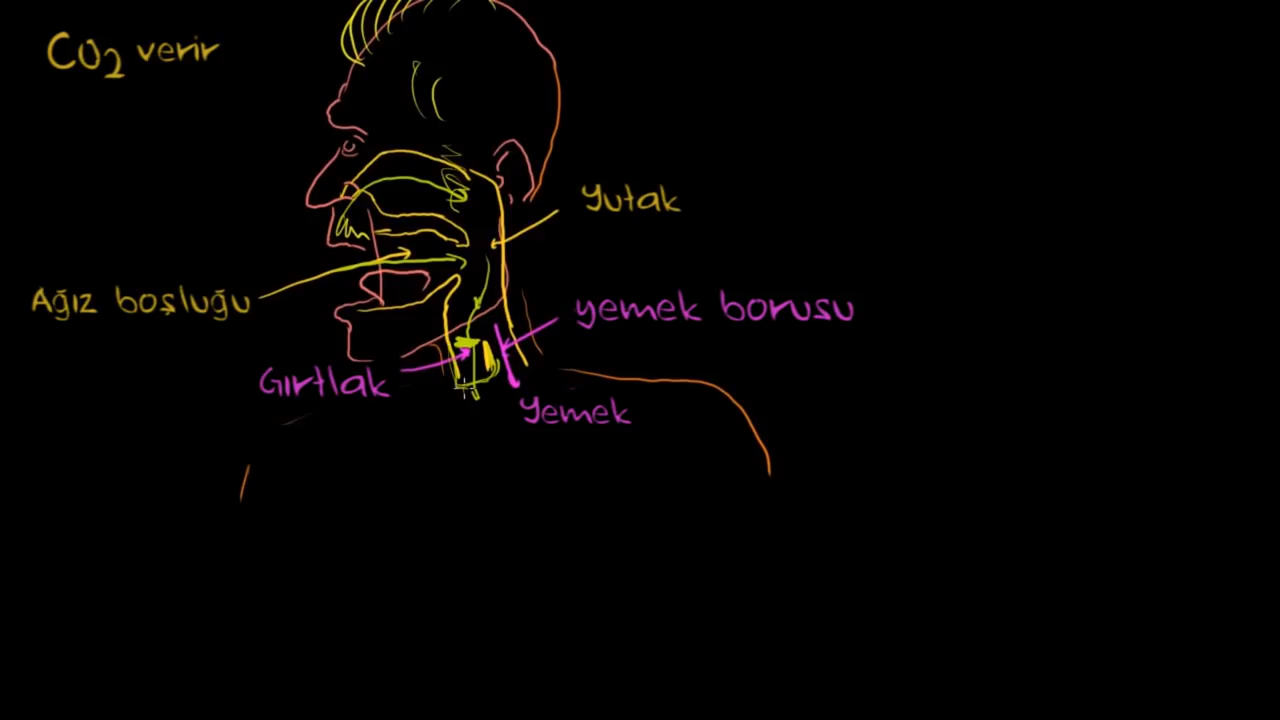 CO2 verir
Yutak
Ağız boşluğu
yemek borusu
Gırtlak
Yemek